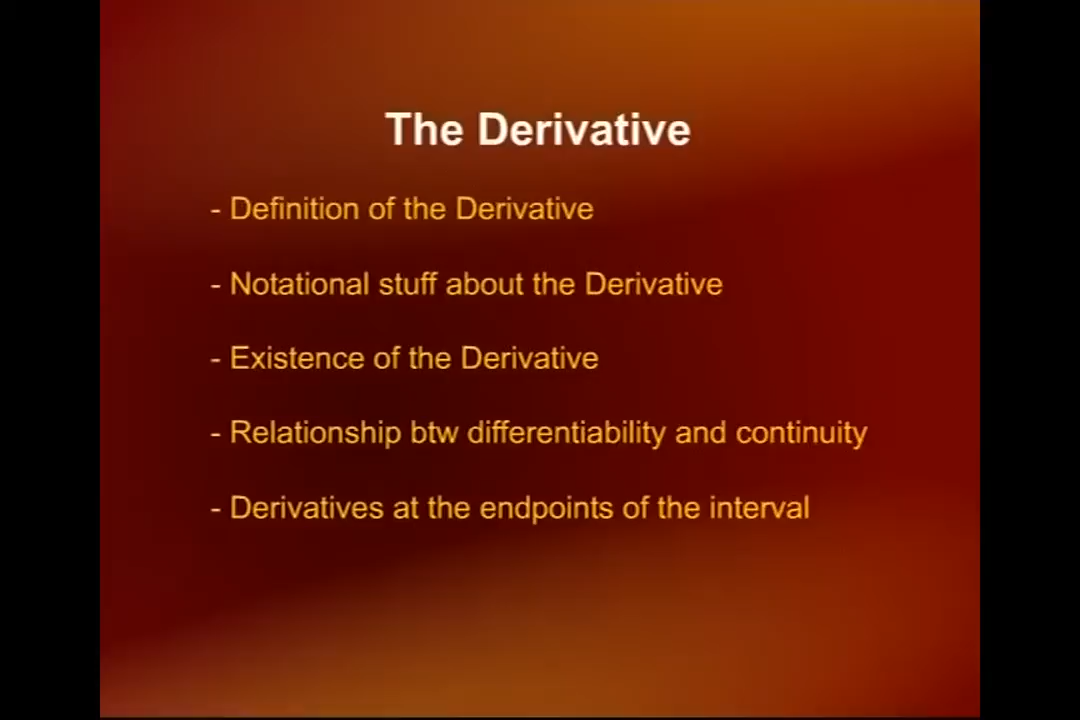 The Derivative
- Definition of the Derivative
- Notational stuff about the Derivative
- Existence of the Derivative
- Relationship btw differentiability and continuity
- Derivatives at the endpoints of the interval